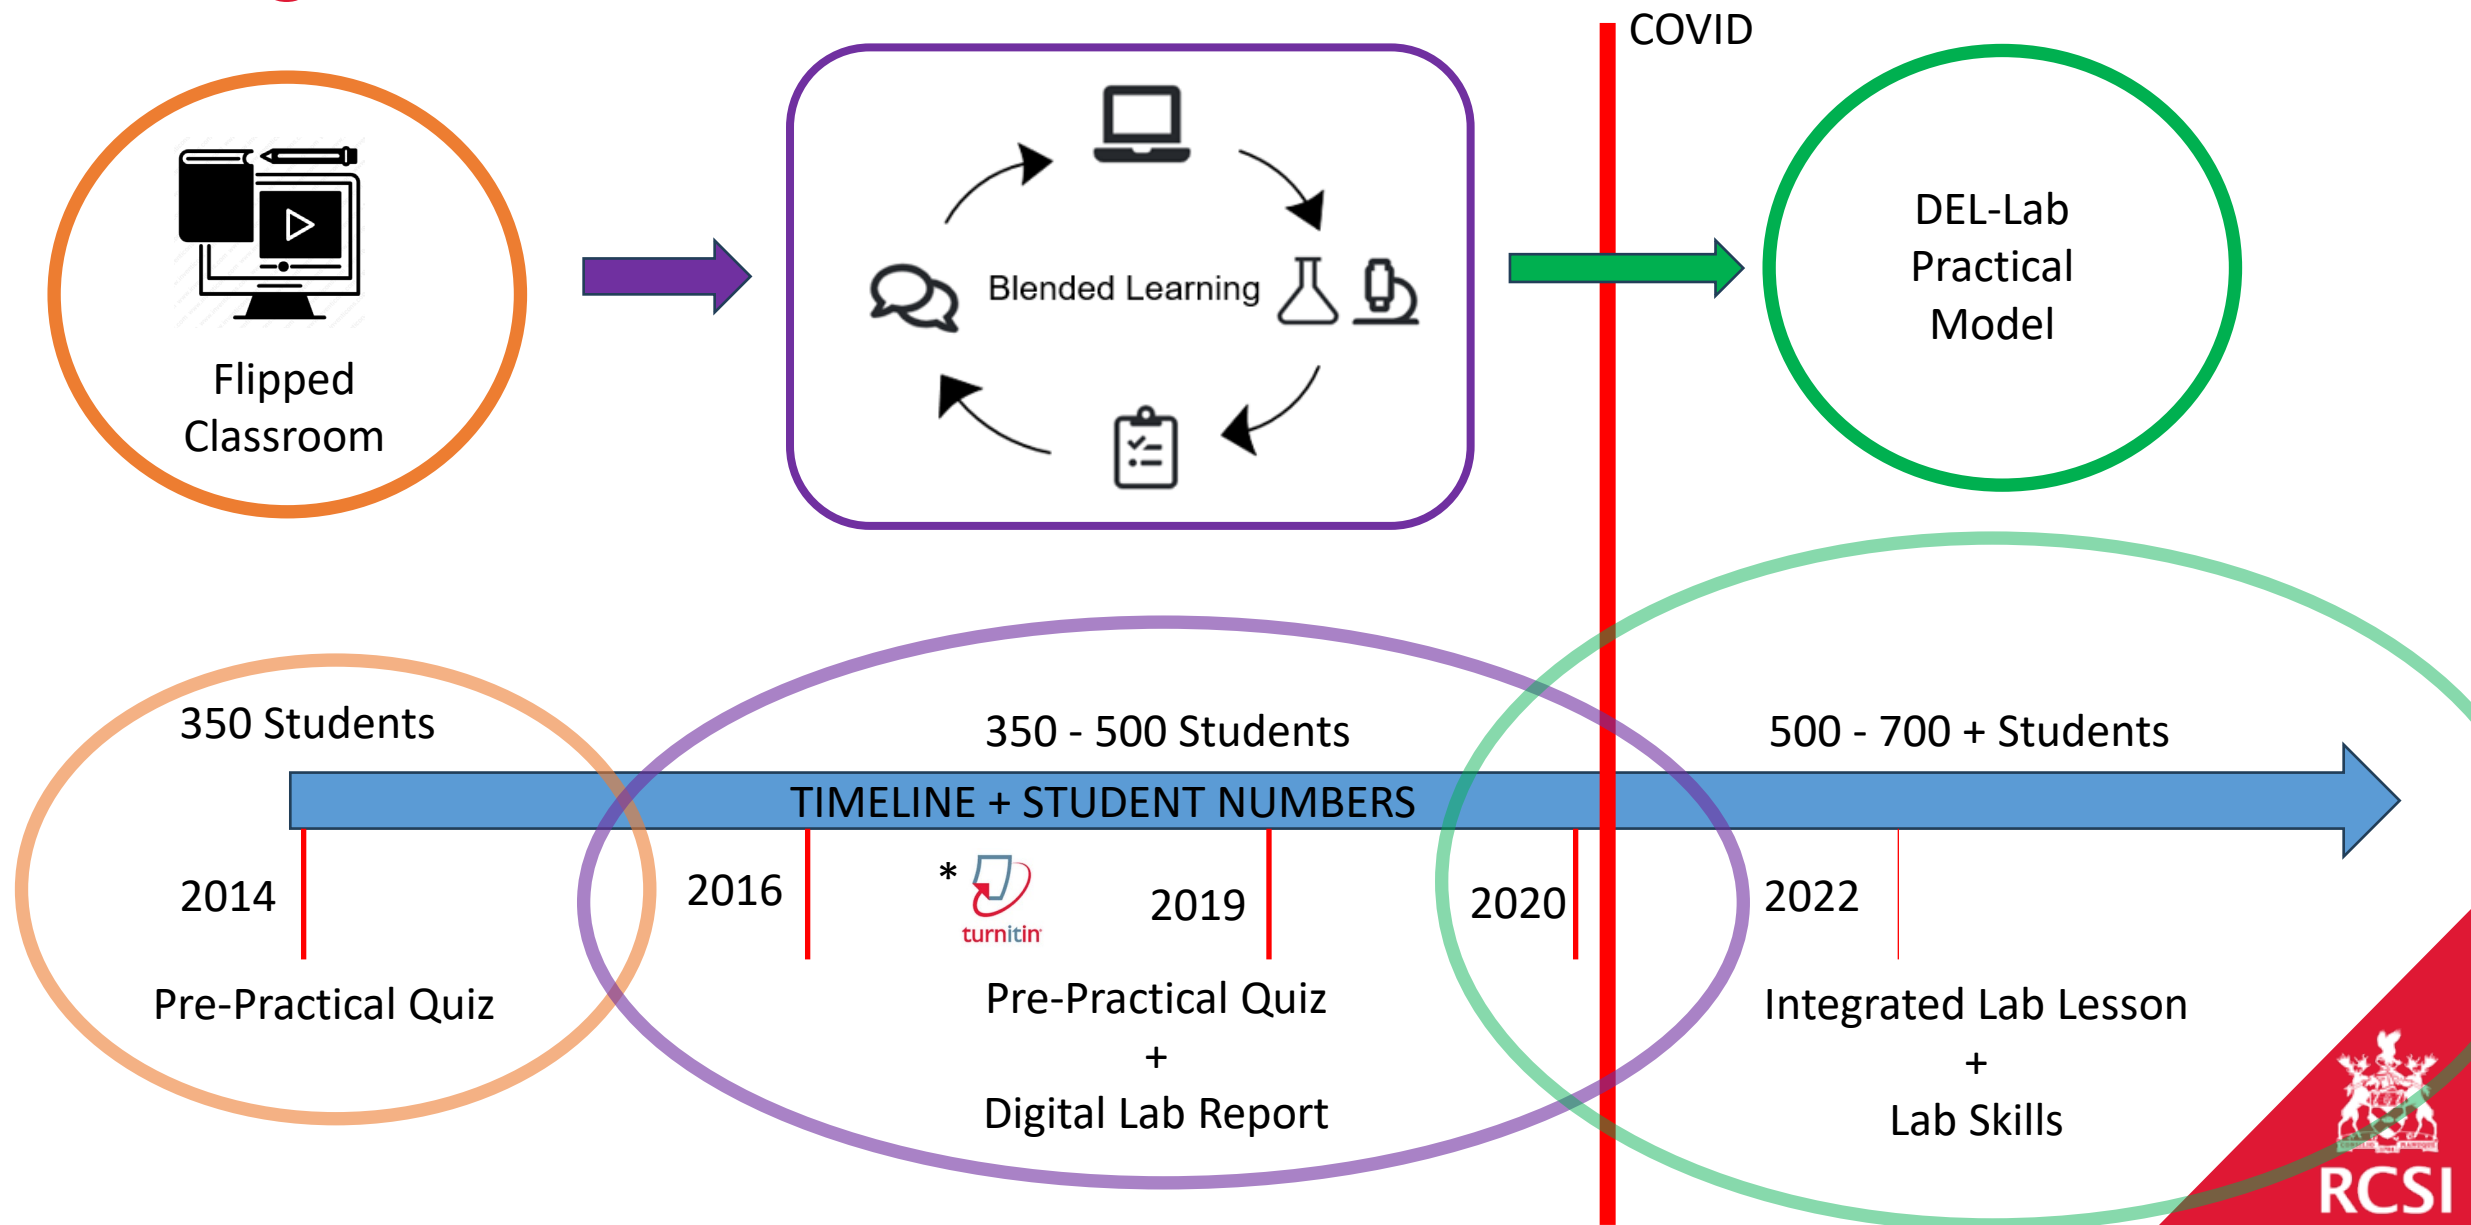 COVID
Flipped
Classroom
Blended Learning
DEL-Lab
Practical
Model
350 Students
350 - 500 Students
500 - 700 + Students
TIMELINE + STUDENT NUMBERS
2014
2016
*
turnitin
2019
2020
2022
Pre-Practical Quiz
Pre-Practical Quiz
+
Digital Lab Report
Integrated Lab Lesson
+
Lab Skills
RCSI